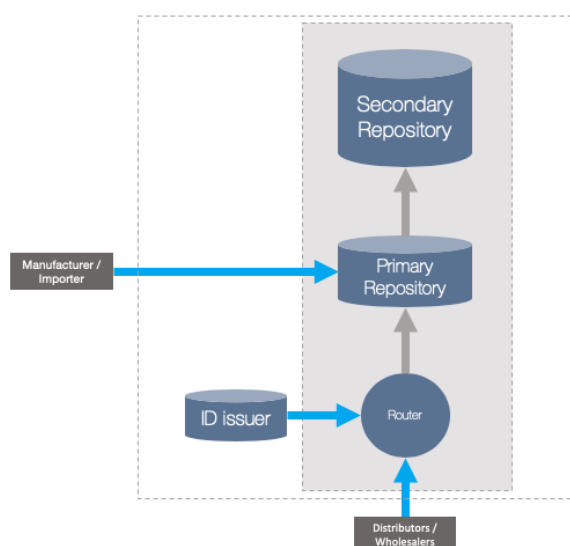 Secondary
Repository
Manufacturer /
Importer
Primary
Repository
ID issuer
Router
Distributors /
Wholesalers